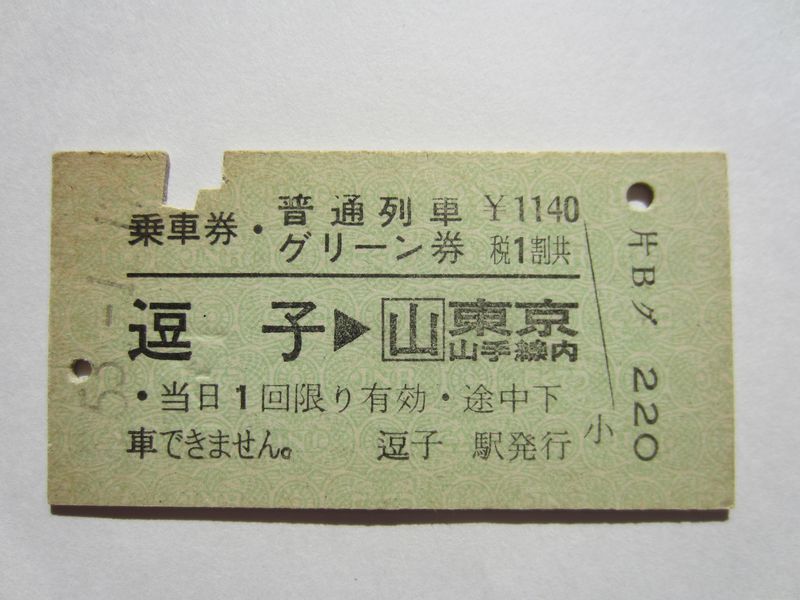 乗車券・普通列車グリーン券 ¥1140
税1割共
逗子▶山東京山手線内
・当日1回限り有効・途中下
車できません。 逗子 駅発行
小
片Bグ 220